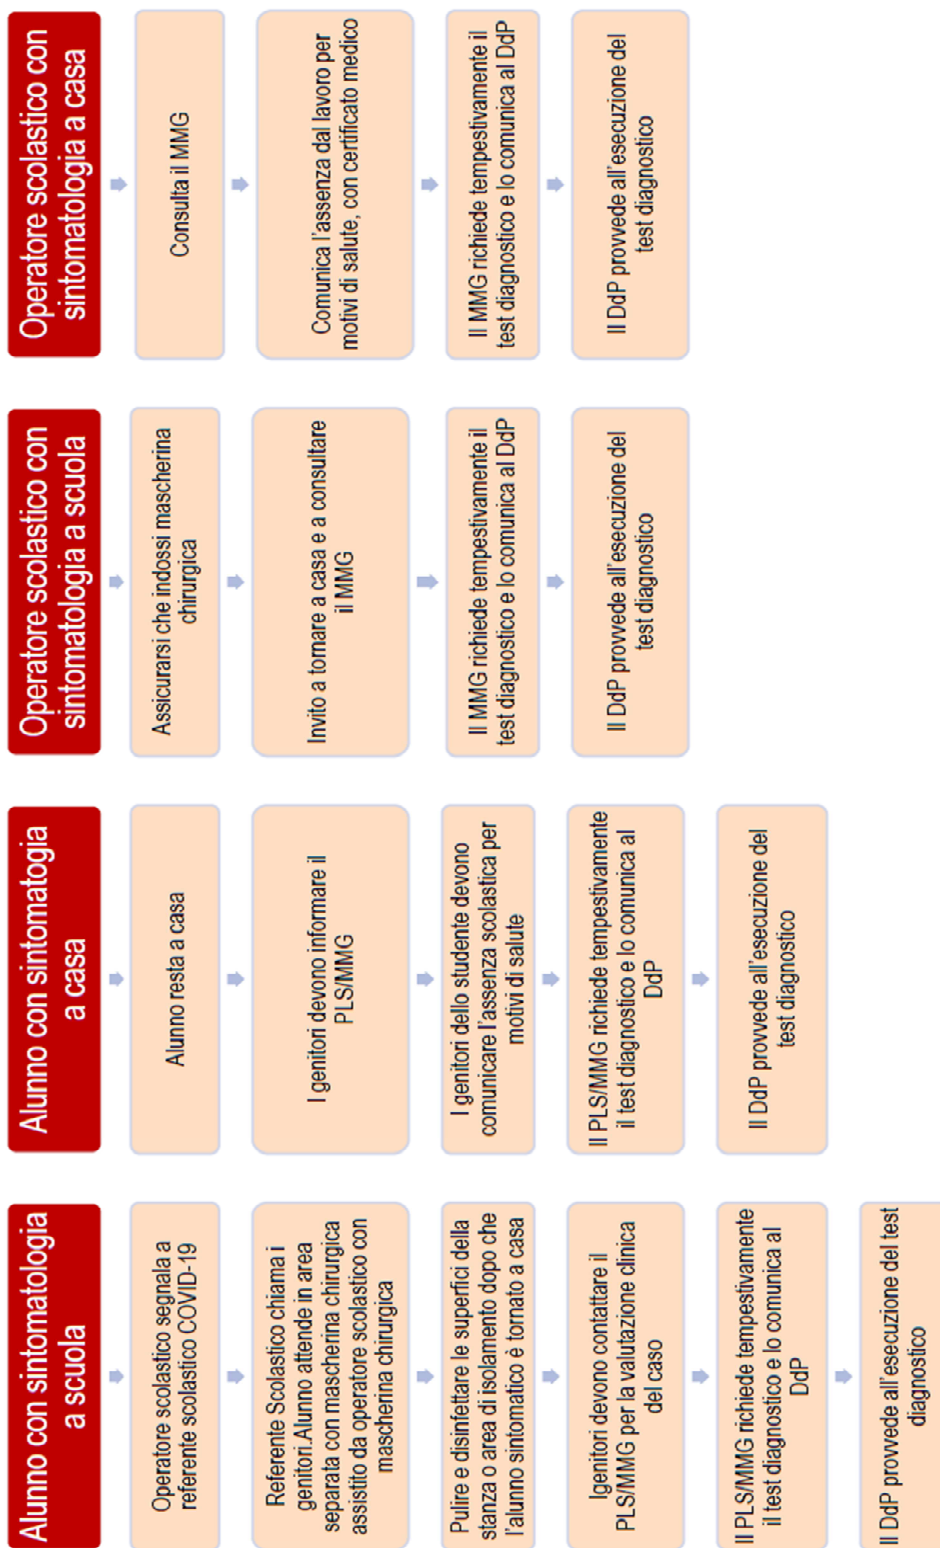 Alunno con sintomatologia
a scuola
Operatore scolastico segnala a
referente scolastico COVID-19
Referente Scolastico chiama i
genitori.Alunno attende in area
separata con mascherina chirurgica
assistito da operatore scolastico con
mascherina chirurgica
Pulire e disinfettare le superfici della
stanza o area di isolamento dopo che
l'alunno sintomatico è tornato a casa
Igenitori devono contattare il
PLS/MMG per la valutazione clinica
del caso
Il PLS/MMG richiede tempestivamente
il test diagnostico e lo comunica al
DdP
Il DdP provvede all'esecuzione del test
diagnostico
Alunno con sintomatogia
a casa
Alunno resta a casa
I genitori devono informare il
PLS/MMG
I genitori dello studente devono
comunicare l'assenza scolastica per
motivi di salute
Il PLS/MMG richiede tempestivamente
il test diagnostico e lo comunica al
DdP
Il DdP provvede all'esecuzione del
test diagnostico
Operatore scolastico con
sintomatologia a scuola
Assicurarsi che indossi mascherina
chirurgica
Invito a tornare a casa e a consultare
il MMG
Il MMG richiede tempestivamente il
test diagnostico e lo comunica al DdP
Il DdP provvede all'esecuzione del
test diagnostico
Operatore scolastico con
sintomatologia a casa
Consulta il MMG
Comunica l'assenza dal lavoro per
motivi di salute, con certificato medico
Il MMG richiede tempestivamente il
test diagnostico e lo comunica al DdP
Il DdP provvede all'esecuzione del
test diagnostico